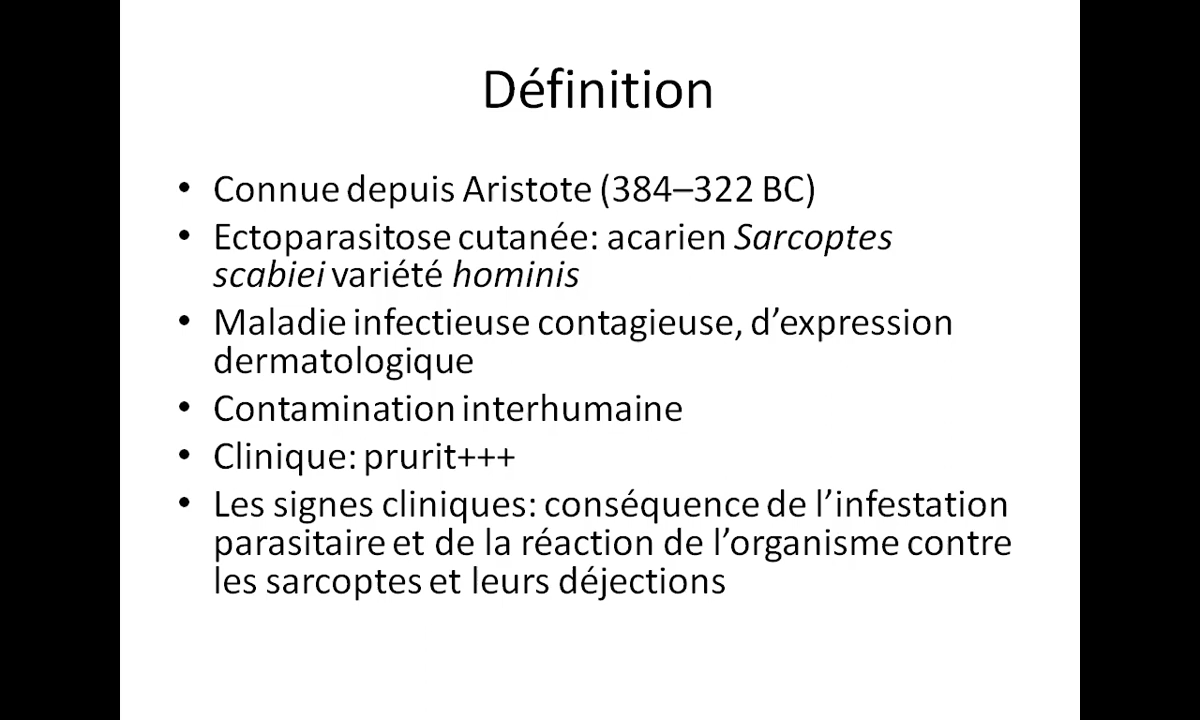 Définition
• Connue depuis Aristote (384–322 BC)
• Ectoparasitose cutanée: acarien Sarcoptes
scabiei variété hominis
• Maladie infectieuse contagieuse, d’expression
dermatologique
• Contamination interhumaine
• Clinique: prurit+++
• Les signes cliniques: conséquence de l’infestation
parasitaire et de la réaction de l’organisme contre
les sarcoptes et leurs déjections